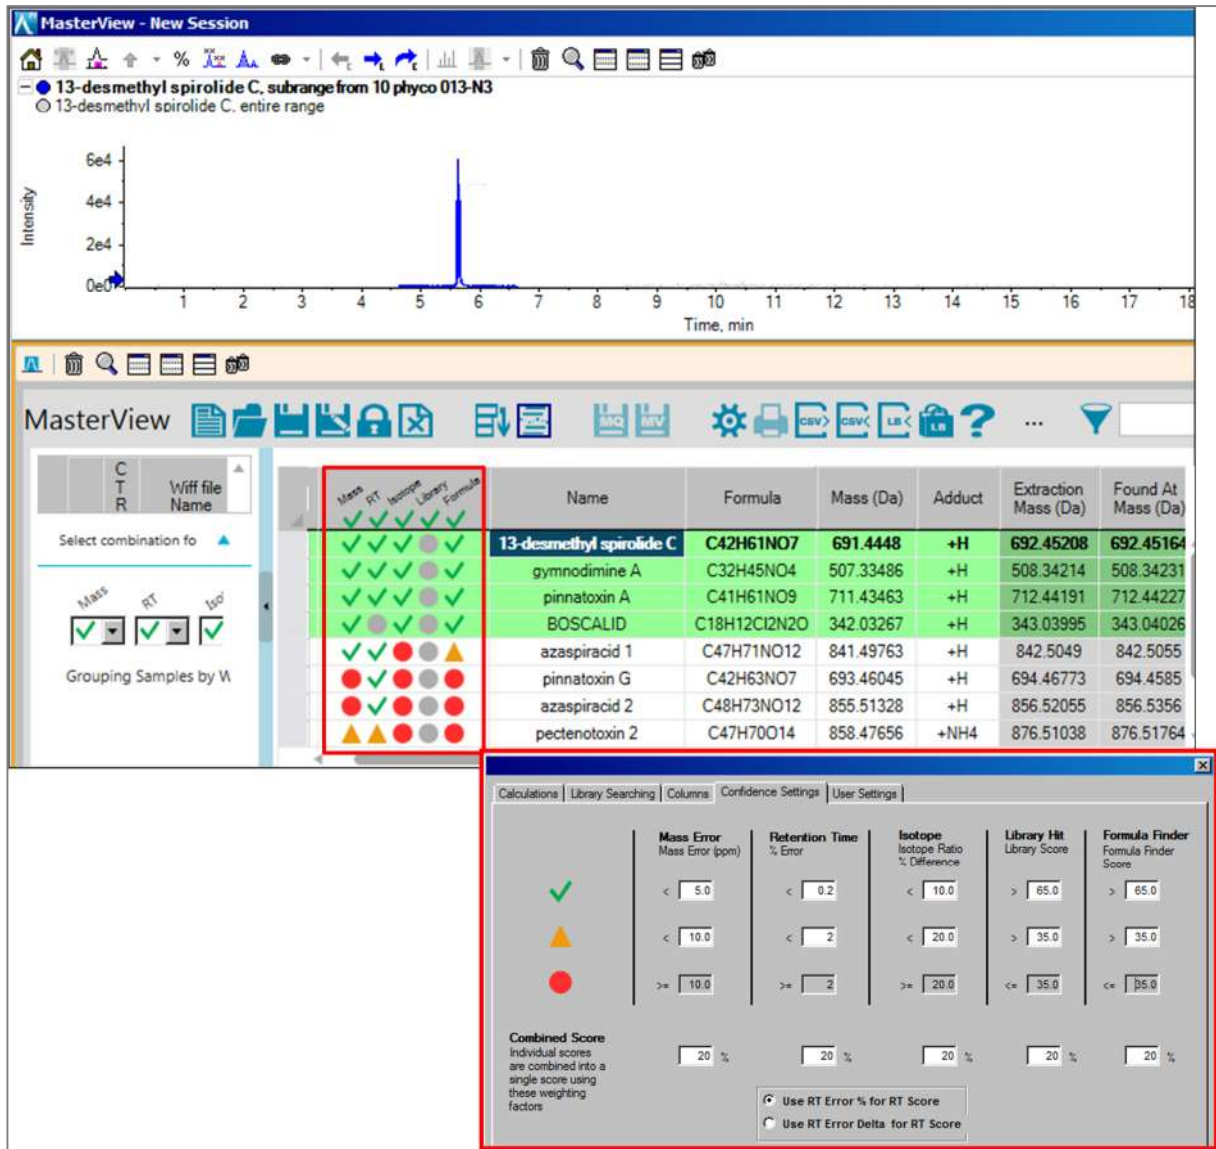 MasterView - New Session
%
13-desmethyl spirolide C, subrange from 10 phyco 013-N3
13-desmethyl spirolide C, entire range
Intensity
6e4
4e4
2e4
0e0
1 2 3 4 5 6 7 8 9 10 11 12 13 14 15 16 17 18
Time, min
MasterView MQ MV CSV> CSV< LB< LB ? ...
C T R Wiff file Name
Select combination fo
Mass RT Iso
Grouping Samples by W
Mass RT Isotope Library Formula Name Formula Mass (Da) Adduct Extraction Mass (Da) Found At Mass (Da)
13-desmethyl spirolide C C42H61NO7 691.4448 +H 692.45208 692.45164
gymnodimine A C32H45NO4 507.33486 +H 508.34214 508.34231
pinnatoxin A C41H61NO9 711.43463 +H 712.44191 712.44227
BOSCALID C18H12Cl2N2O 342.03267 +H 343.03995 343.04026
azaspiracid 1 C47H71NO12 841.49763 +H 842.5049 842.5055
pinnatoxin G C42H63NO7 693.46045 +H 694.46773 694.4585
azaspiracid 2 C48H73NO12 855.51328 +H 856.52055 856.5356
pectenotoxin 2 C47H70O14 858.47656 +NH4 876.51038 876.51764
Calculations Library Searching Columns Confidence Settings User Settings
Mass Error Retention Time Isotope Library Hit Formula Finder
Mass Error (ppm) % Error Isotope Ratio Library Score Formula Finder
% Difference Score
< 5.0 < 0.2 < 10.0 > 65.0 > 65.0
< 10.0 < 2 < 20.0 > 35.0 > 35.0
>= 10.0 >= 2 >= 20.0 <= 35.0 <= 35.0
Combined Score
Individual scores
are combined into a
single score using
these weighting
factors
20 % 20 % 20 % 20 % 20 %
Use RT Error % for RT Score
Use RT Error Delta for RT Score